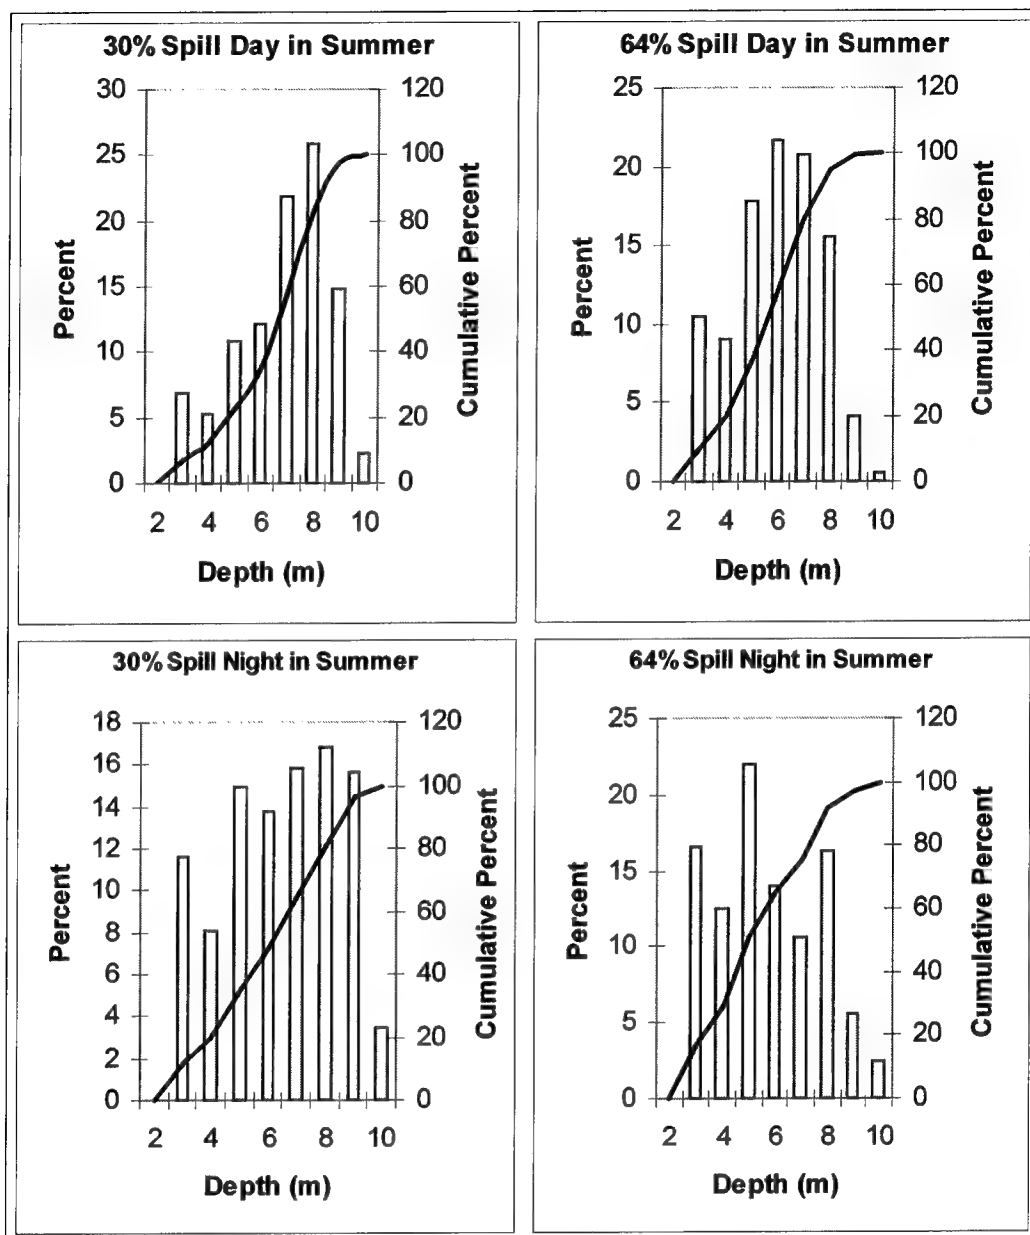 30% Spill Day in Summer
30
25
20
15
10
5
0
Percent
120
100
80
60
40
20
0
Cumulative Percent
2 4 6 8 10
Depth (m)
64% Spill Day in Summer
25
20
15
10
5
0
Percent
120
100
80
60
40
20
0
Cumulative Percent
2 4 6 8 10
Depth (m)
30% Spill Night in Summer
18
16
14
12
10
8
6
4
2
0
Percent
120
100
80
60
40
20
0
Cumulative Percent
2 4 6 8 10
Depth (m)
64% Spill Night in Summer
25
20
15
10
5
0
Percent
120
100
80
60
40
20
0
Cumulative Percent
2 4 6 8 10
Depth (m)